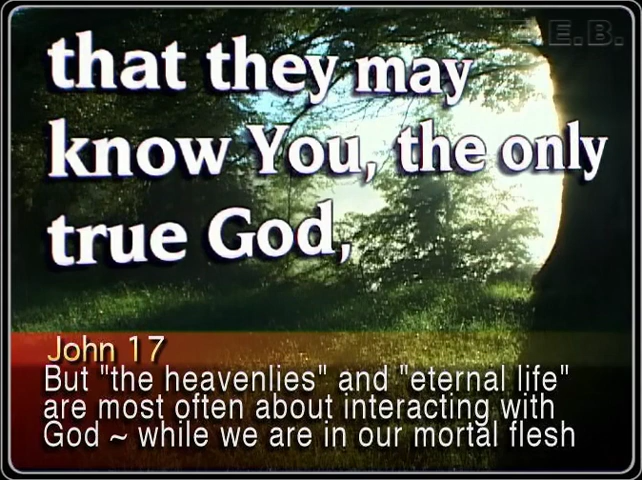 E.B.
that they may
know You, the only
true God,
John 17
But "the heavenlies" and "eternal life"
are most often about interacting with
God ~ while we are in our mortal flesh